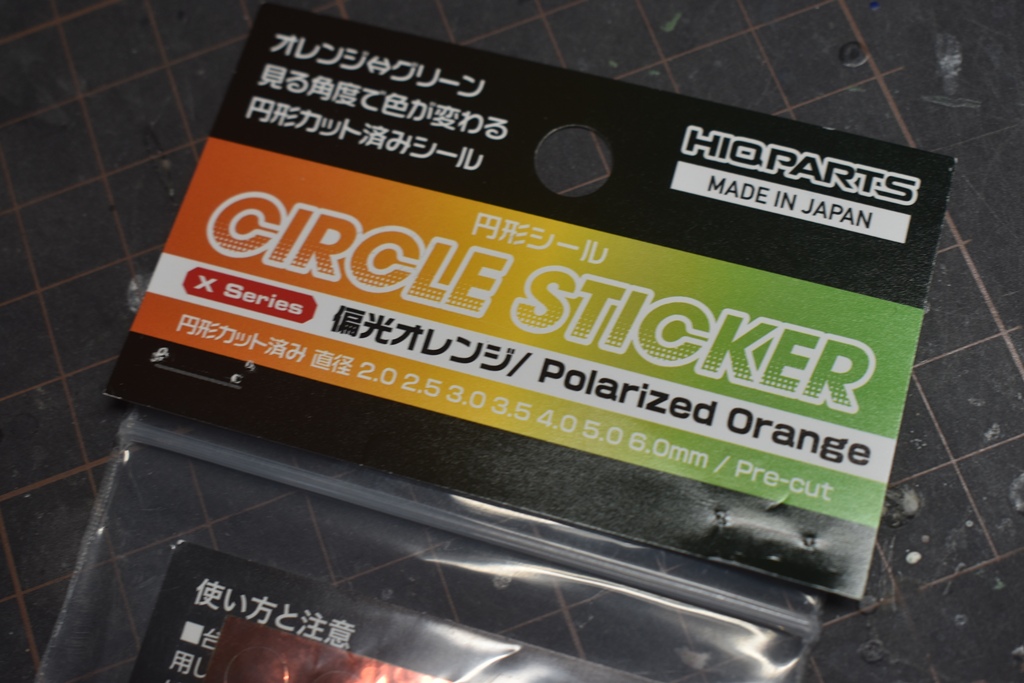 オレンジ⇔グリーン
見る角度で色が変わる
円形カット済みシール
HIQPARTS
MADE IN JAPAN
円形シール
CIRCLE STICKER
X Series
偏光オレンジ/ Polarized Orange
円形カット済み 直径 2.0 2.5 3.0 3.5 4.0 5.0 6.0mm / Pre-cut
使い方と注意
■台
用し